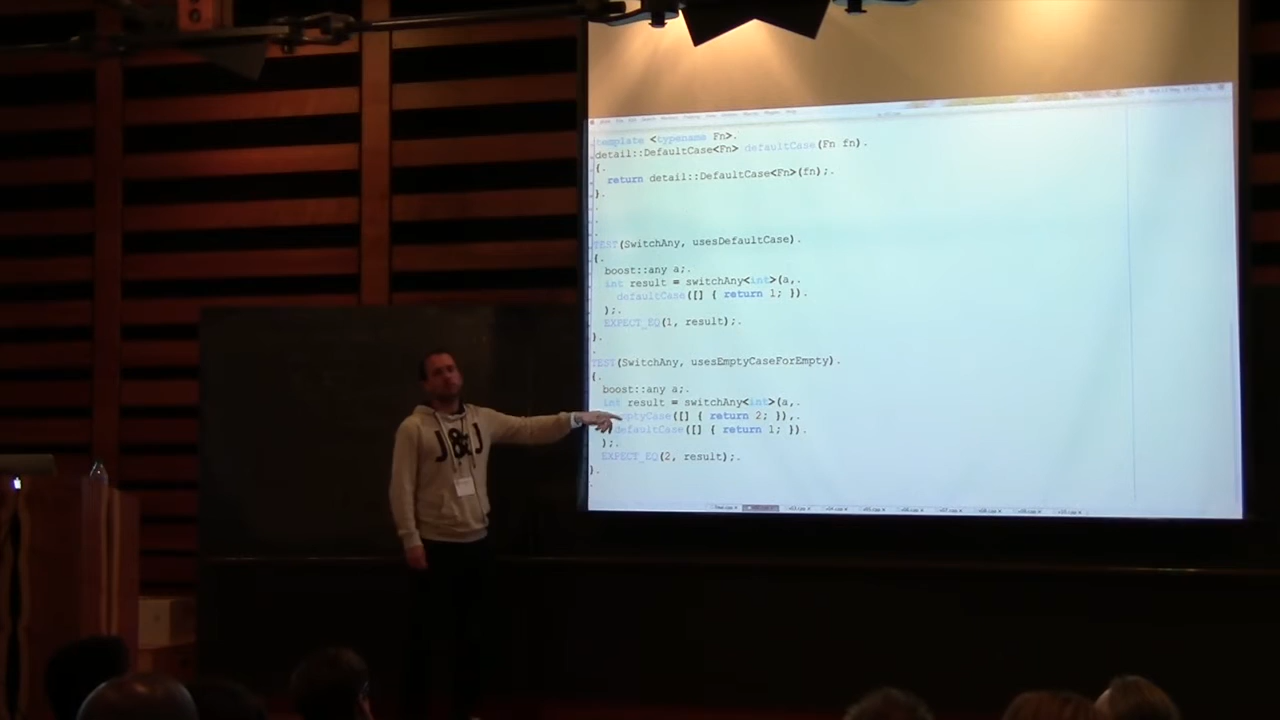 template <typename Fn>.
detail::DefaultCase<Fn> defaultCase(Fn fn).
{.
return detail::DefaultCase<Fn>(fn);.
}.
.
.
TEST(SwitchAny, usesDefaultCase).
{.
boost::any a;.
int result = switchAny<int>(a,.
defaultCase([] { return 1; }).
);.
EXPECT_EQ(1, result);.
}.
.
TEST(SwitchAny, usesEmptyCaseForEmpty).
{.
boost::any a;.
int result = switchAny<int>(a,.
emptyCase([] { return 2; }),.
defaultCase([] { return 1; }).
);.
EXPECT_EQ(2, result);.
}.
.
J&J